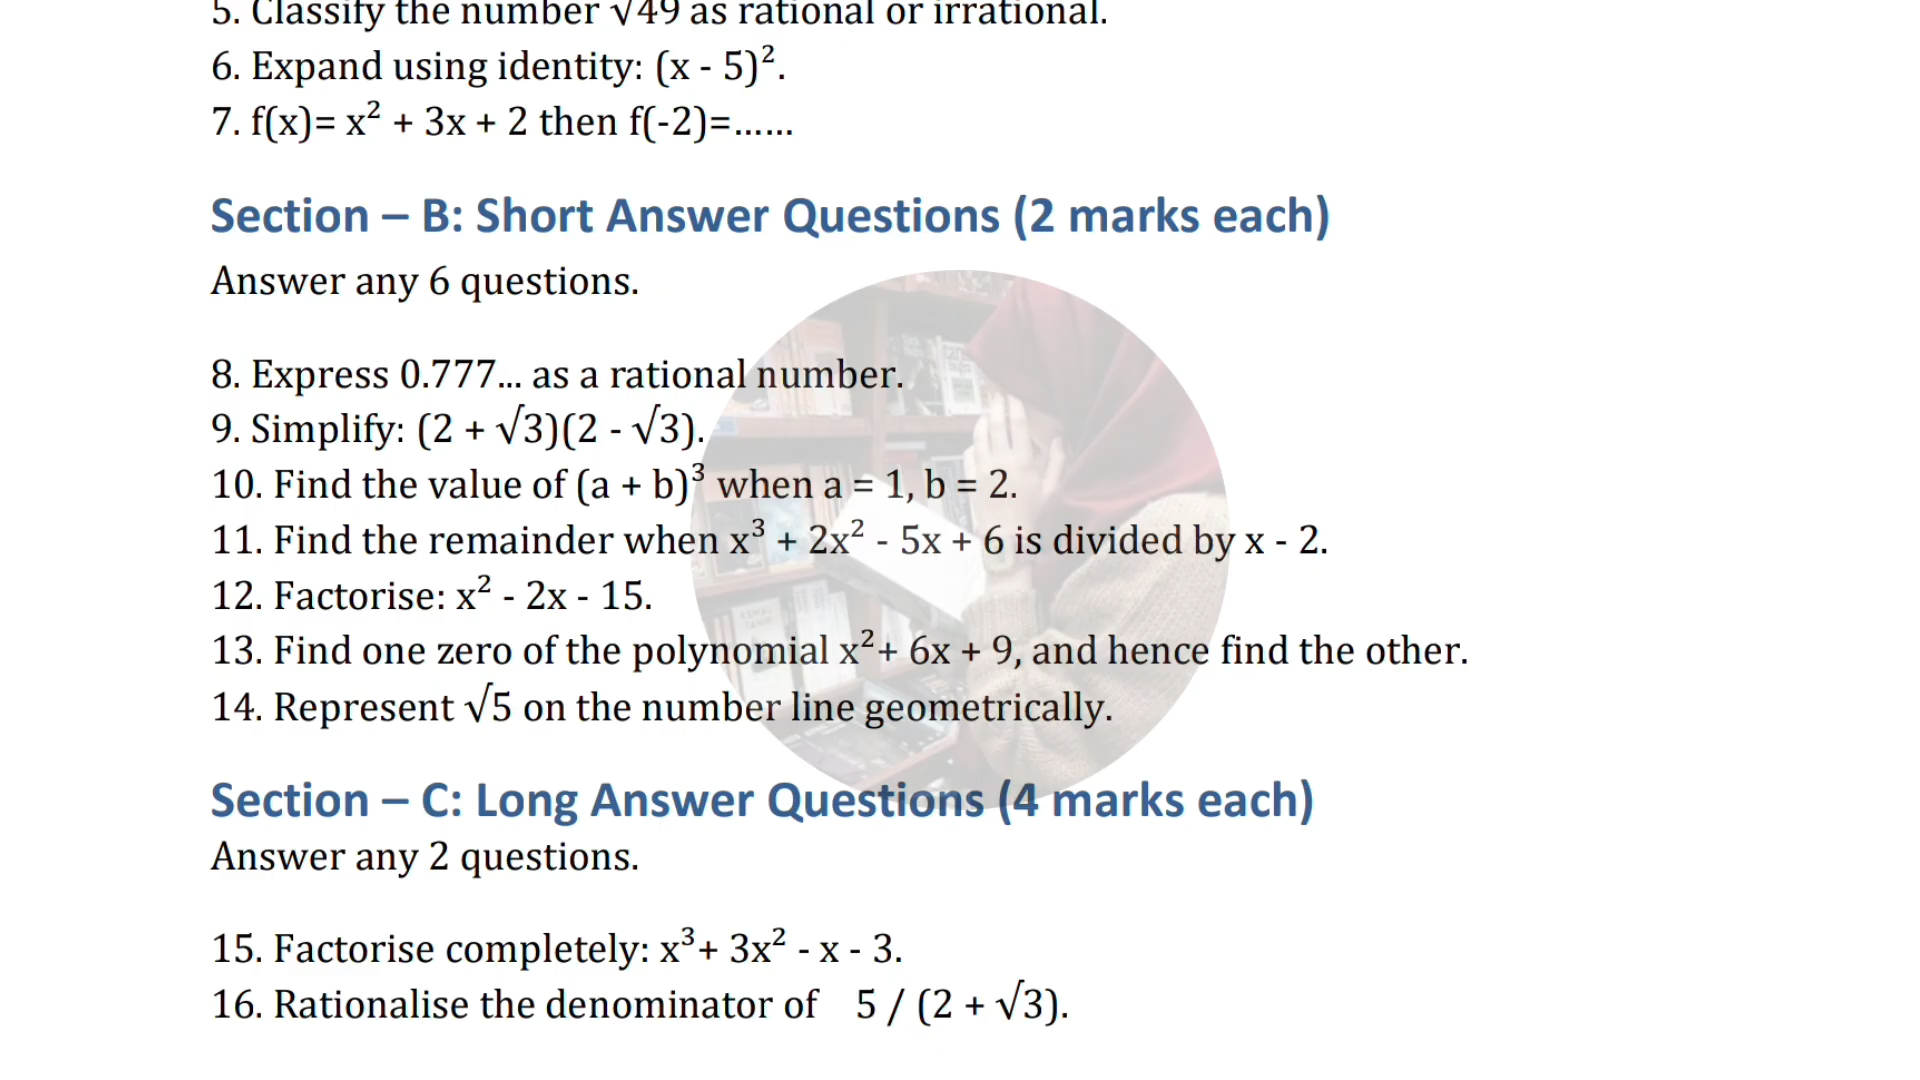 5. Classify the number √49 as rational or irrational.
6. Expand using identity: (x - 5)².
7. f(x)= x² + 3x + 2 then f(-2)=......
Section – B: Short Answer Questions (2 marks each)
Answer any 6 questions.
8. Express 0.777... as a rational number.
9. Simplify: (2 + √3)(2 - √3).
10. Find the value of (a + b)³ when a = 1, b = 2.
11. Find the remainder when x³ + 2x² - 5x + 6 is divided by x - 2.
12. Factorise: x² - 2x - 15.
13. Find one zero of the polynomial x²+ 6x + 9, and hence find the other.
14. Represent √5 on the number line geometrically.
Section – C: Long Answer Questions (4 marks each)
Answer any 2 questions.
15. Factorise completely: x³+ 3x² - x - 3.
16. Rationalise the denominator of 5 / (2 + √3).